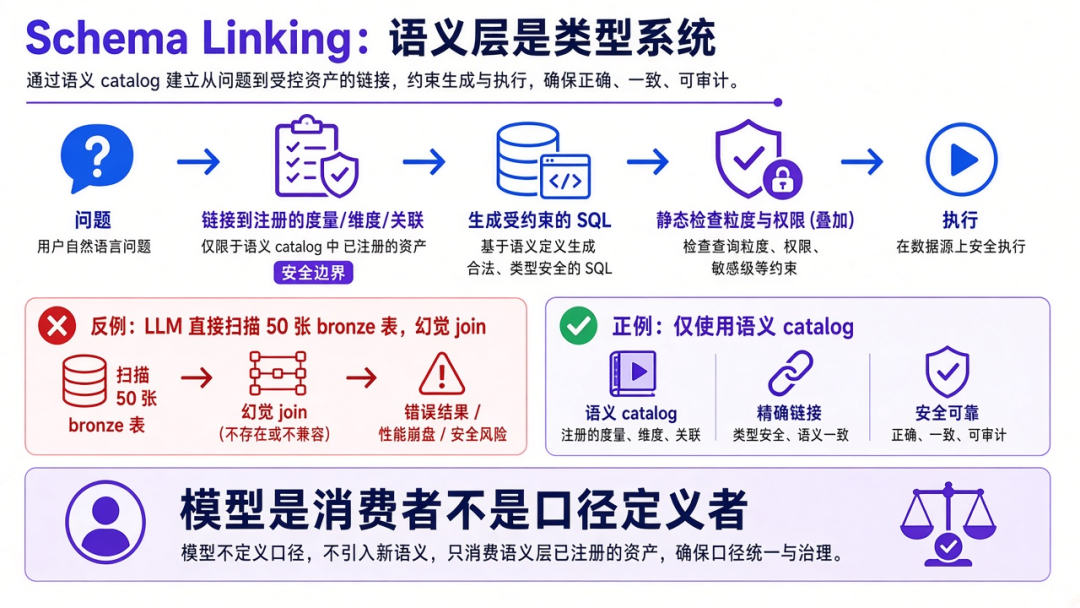 Schema Linking：语义层是类型系统
通过语义 catalog 建立从问题到受控资产的链接，约束生成与执行，确保正确、一致、可审计。
问题
用户自然语言问题
链接到注册的度量/维度/关联
仅限于语义 catalog 中 已注册的资产
安全边界
生成受约束的 SQL
基于语义定义生成
合法、类型安全的 SQL
静态检查粒度与权限 (叠加)
检查查询粒度、权限、
敏感级等约束
执行
在数据源上安全执行
反例：LLM 直接扫描 50 张 bronze 表，幻觉 join
扫描
50 张
bronze 表
幻觉 join
（不存在或不兼容）
错误结果 /
性能崩盘 / 安全风险
正例：仅使用语义 catalog
语义 catalog
注册的度量、维度、关联
精确链接
类型安全、语义一致
安全可靠
正确、一致、可审计
模型是消费者不是口径定义者
模型不定义口径，不引入新语义，只消费语义层已注册的资产，确保口径统一与治理。